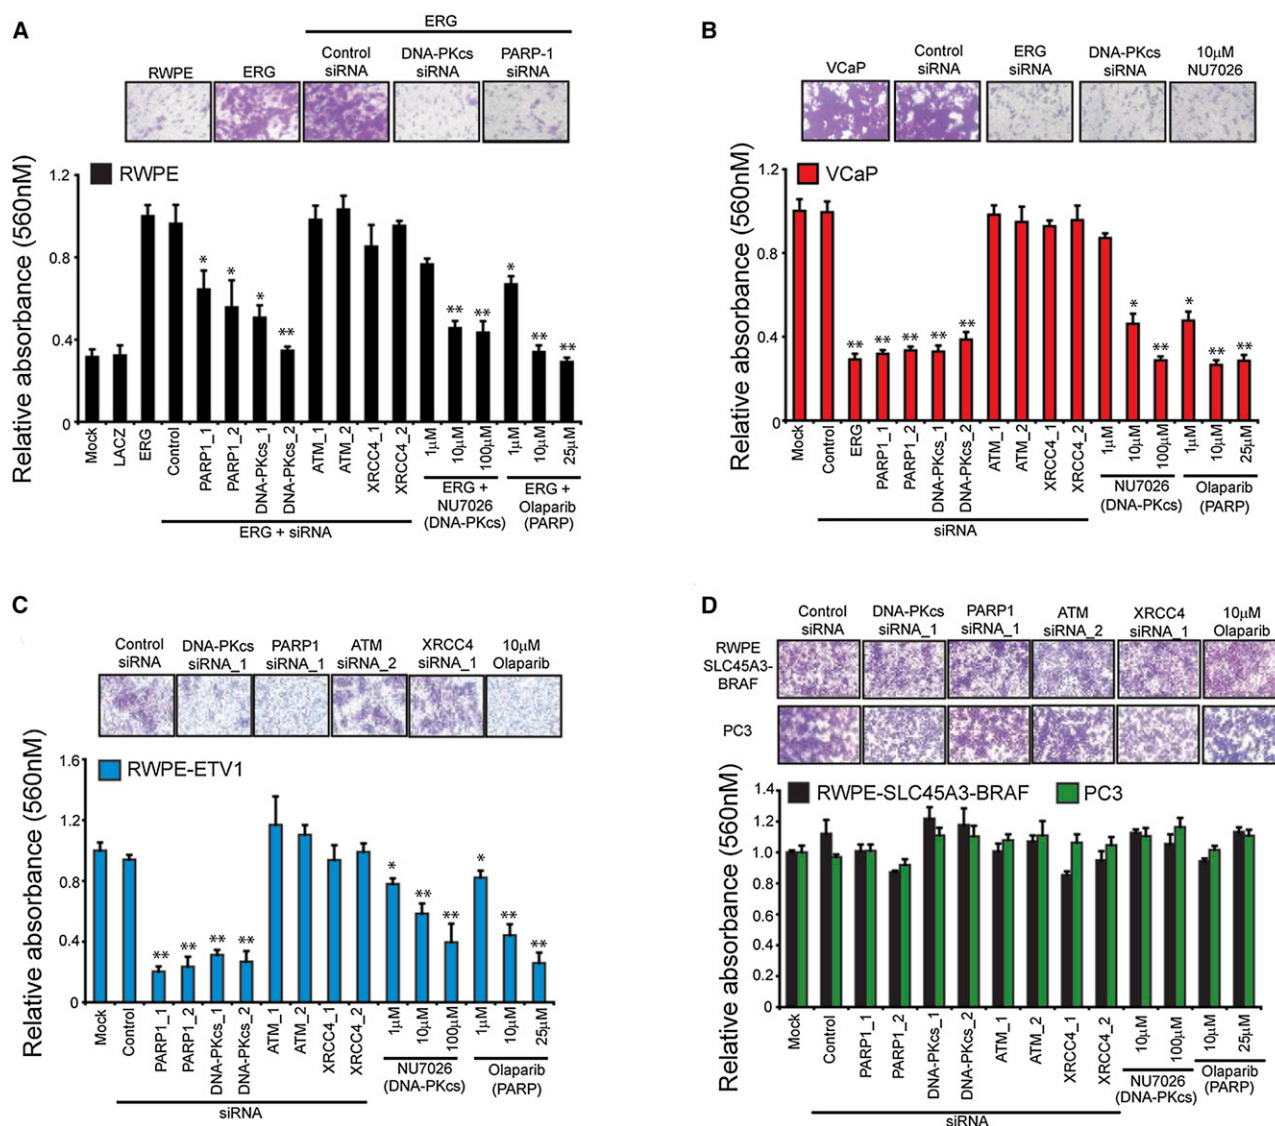 A
ERG
RWPE
ERG
Control
siRNA
DNA-PKcs
siRNA
PARP-1
siRNA
Relative absorbance (560nM)
1.2
0.8
0.4
0
RWPE
*
*
*
**
**
**
*
**
**
Mock
LACZ
ERG
Control
PARP1_1
PARP1_2
DNA-PKcs_1
DNA-PKcs_2
ATM_1
ATM_2
XRCC4_1
XRCC4_2
1μM
10μM
100μM
1μM
10μM
25μM
ERG + siRNA
ERG +
NU7026
(DNA-PKcs)
ERG +
Olaparib
(PARP)
B
VCaP
Control
siRNA
ERG
siRNA
DNA-PKcs
siRNA
10μM
NU7026
Relative absorbance (560nM)
1.2
0.8
0.4
0
VCaP
**
**
**
**
**
*
**
*
**
**
Mock
Control
ERG
PARP1_1
PARP1_2
DNA-PKcs_1
DNA-PKcs_2
ATM_1
ATM_2
XRCC4_1
XRCC4_2
1μM
10μM
100μM
1μM
10μM
25μM
siRNA
NU7026
(DNA-PKcs)
Olaparib
(PARP)
C
Control
siRNA
DNA-PKcs
siRNA_1
PARP1
siRNA_1
ATM
siRNA_2
XRCC4
siRNA_1
10μM
Olaparib
Relative absorbance (560nM)
1.6
1.2
0.8
0.4
0
RWPE-ETV1
**
**
**
**
*
**
**
*
**
**
Mock
Control
PARP1_1
PARP1_2
DNA-PKcs_1
DNA-PKcs_2
ATM_1
ATM_2
XRCC4_1
XRCC4_2
1μM
10μM
100μM
1μM
10μM
25μM
siRNA
NU7026
(DNA-PKcs)
Olaparib
(PARP)
D
Control
siRNA
DNA-PKcs
siRNA_1
PARP1
siRNA_1
ATM
siRNA_2
XRCC4
siRNA_1
10μM
Olaparib
RWPE
SLC45A3-
BRAF
PC3
Relative absorbance (560nM)
1.4
1.2
1.0
0.8
0.6
0.4
0.2
0
RWPE-SLC45A3-BRAF
PC3
Mock
Control
PARP1_1
PARP1_2
DNA-PKcs_1
DNA-PKcs_2
ATM_1
ATM_2
XRCC4_1
XRCC4_2
10μM
100μM
10μM
25μM
siRNA
NU7026
(DNA-PKcs)
Olaparib
(PARP)